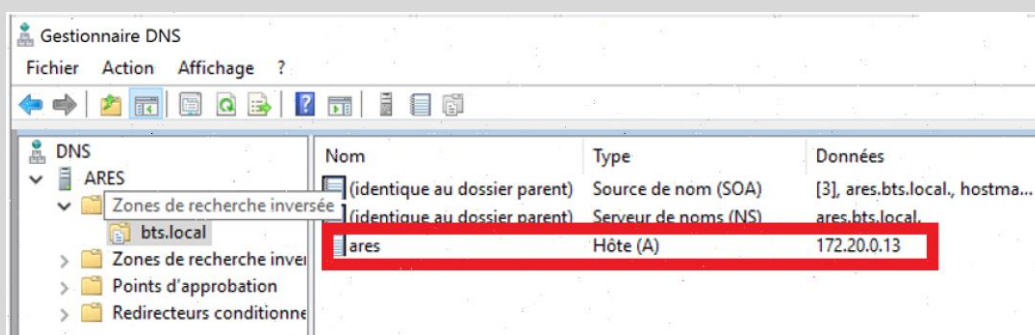 Gestionnaire DNS
Fichier Action Affichage ?
DNS
Nom Type Données
ARES
(identique au dossier parent) Source de nom (SOA) [3], ares.bts.local., hostma...
Zones de recherche inversée
(identique au dossier parent) Serveur de noms (NS) ares.bts.local.
bts.local
ares Hôte (A) 172.20.0.13
Zones de recherche inver
Points d'approbation
Redirecteurs conditionne